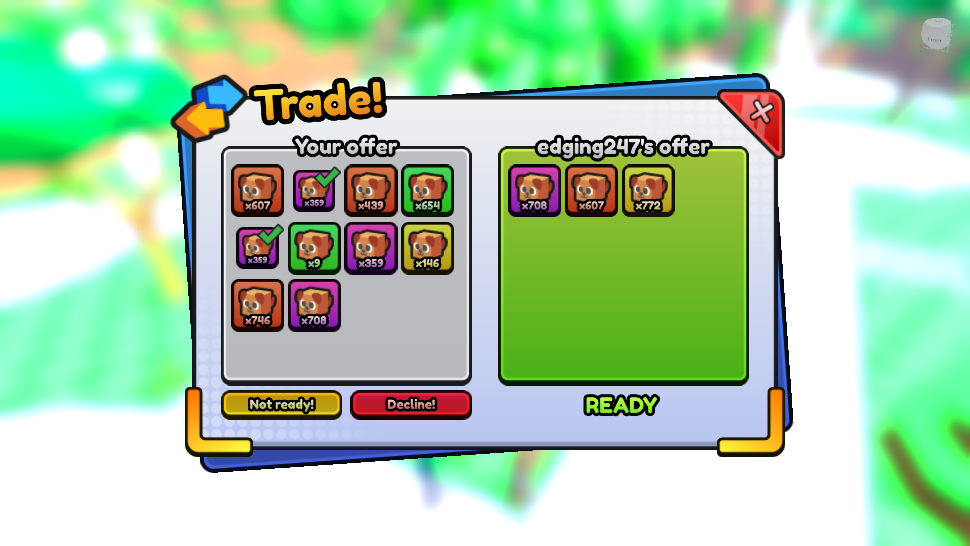 Trade!
Your offer
edging247's offer
x607 x359 x439 x654
x708 x607 x772
x359 x9 x359 x146
x746 x708
Not ready! Decline!
READY